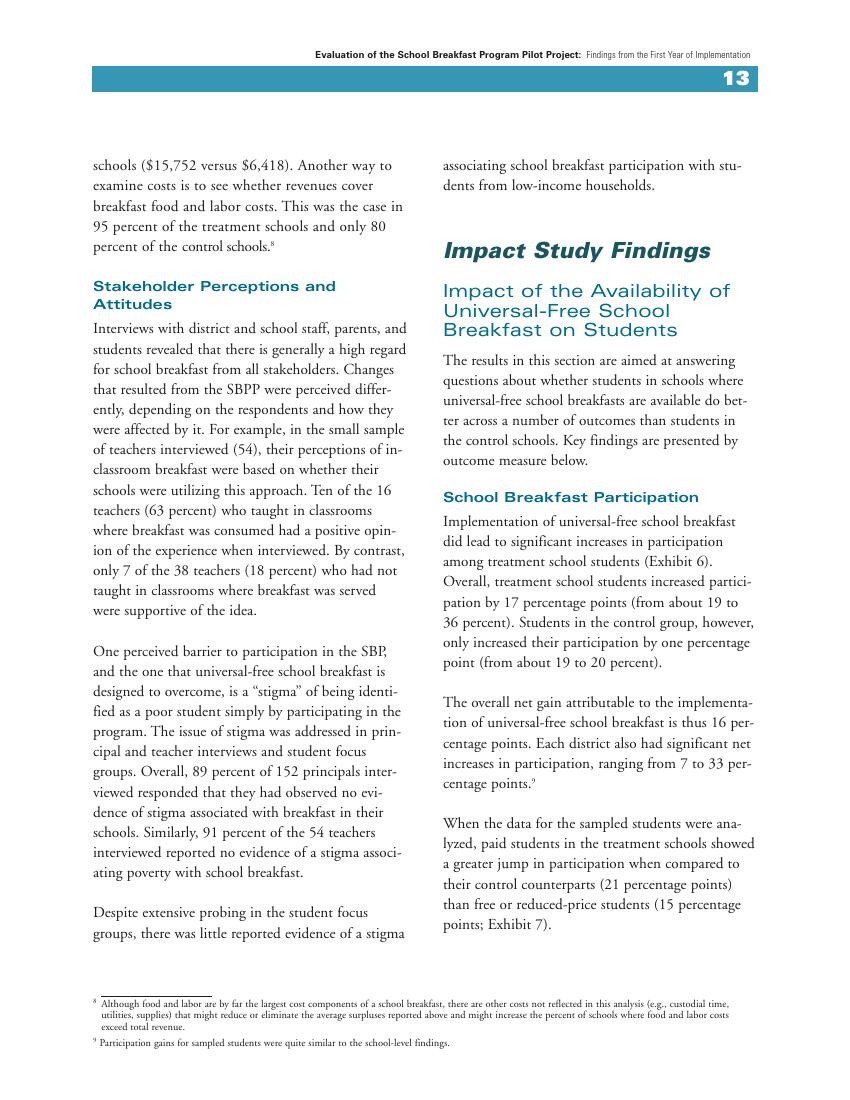 Evaluation of the School Breakfast Program Pilot Project: Findings from the First Year of Implementation
13
schools ($15,752 versus $6,418). Another way to
examine costs is to see whether revenues cover
breakfast food and labor costs. This was the case in
95 percent of the treatment schools and only 80
percent of the control schools.8
Stakeholder Perceptions and
Attitudes
Interviews with district and school staff, parents, and
students revealed that there is generally a high regard
for school breakfast from all stakeholders. Changes
that resulted from the SBPP were perceived differ-
ently, depending on the respondents and how they
were affected by it. For example, in the small sample
of teachers interviewed (54), their perceptions of in-
classroom breakfast were based on whether their
schools were utilizing this approach. Ten of the 16
teachers (63 percent) who taught in classrooms
where breakfast was consumed had a positive opin-
ion of the experience when interviewed. By contrast,
only 7 of the 38 teachers (18 percent) who had not
taught in classrooms where breakfast was served
were supportive of the idea.
One perceived barrier to participation in the SBP,
and the one that universal-free school breakfast is
designed to overcome, is a “stigma” of being identi-
fied as a poor student simply by participating in the
program. The issue of stigma was addressed in prin-
cipal and teacher interviews and student focus
groups. Overall, 89 percent of 152 principals inter-
viewed responded that they had observed no evi-
dence of stigma associated with breakfast in their
schools. Similarly, 91 percent of the 54 teachers
interviewed reported no evidence of a stigma associ-
ating poverty with school breakfast.
Despite extensive probing in the student focus
groups, there was little reported evidence of a stigma
associating school breakfast participation with stu-
dents from low-income households.
Impact Study Findings
Impact of the Availability of
Universal-Free School
Breakfast on Students
The results in this section are aimed at answering
questions about whether students in schools where
universal-free school breakfasts are available do bet-
ter across a number of outcomes than students in
the control schools. Key findings are presented by
outcome measure below.
School Breakfast Participation
Implementation of universal-free school breakfast
did lead to significant increases in participation
among treatment school students (Exhibit 6).
Overall, treatment school students increased partici-
pation by 17 percentage points (from about 19 to
36 percent). Students in the control group, however,
only increased their participation by one percentage
point (from about 19 to 20 percent).
The overall net gain attributable to the implementa-
tion of universal-free school breakfast is thus 16 per-
centage points. Each district also had significant net
increases in participation, ranging from 7 to 33 per-
centage points.9
When the data for the sampled students were ana-
lyzed, paid students in the treatment schools showed
a greater jump in participation when compared to
their control counterparts (21 percentage points)
than free or reduced-price students (15 percentage
points; Exhibit 7).
8 Although food and labor are by far the largest cost components of a school breakfast, there are other costs not reflected in this analysis (e.g., custodial time,
utilities, supplies) that might reduce or eliminate the average surpluses reported above and might increase the percent of schools where food and labor costs
exceed total revenue.
9 Participation gains for sampled students were quite similar to the school-level findings.